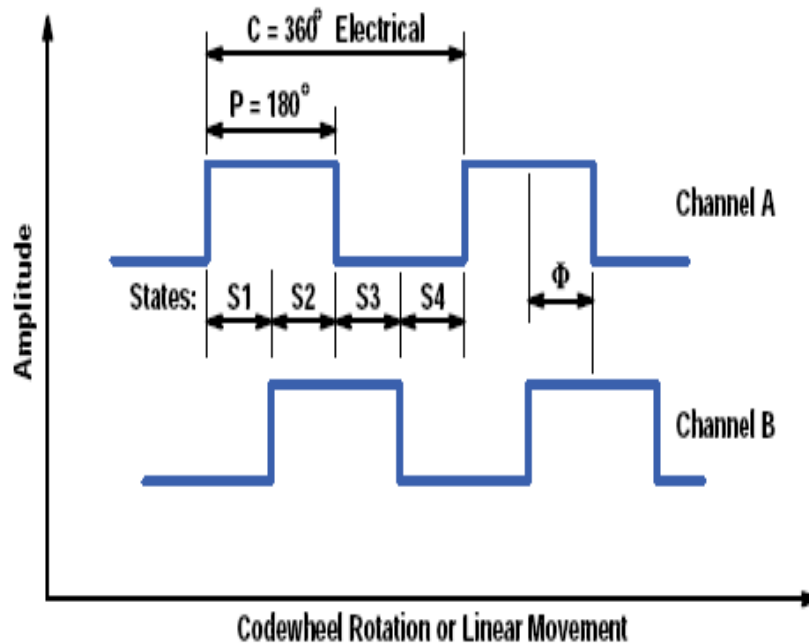 C = 360° Electrical
P = 180°
Channel A
Φ
States: S1 S2 S3 S4
Channel B
Amplitude
Codewheel Rotation or Linear Movement